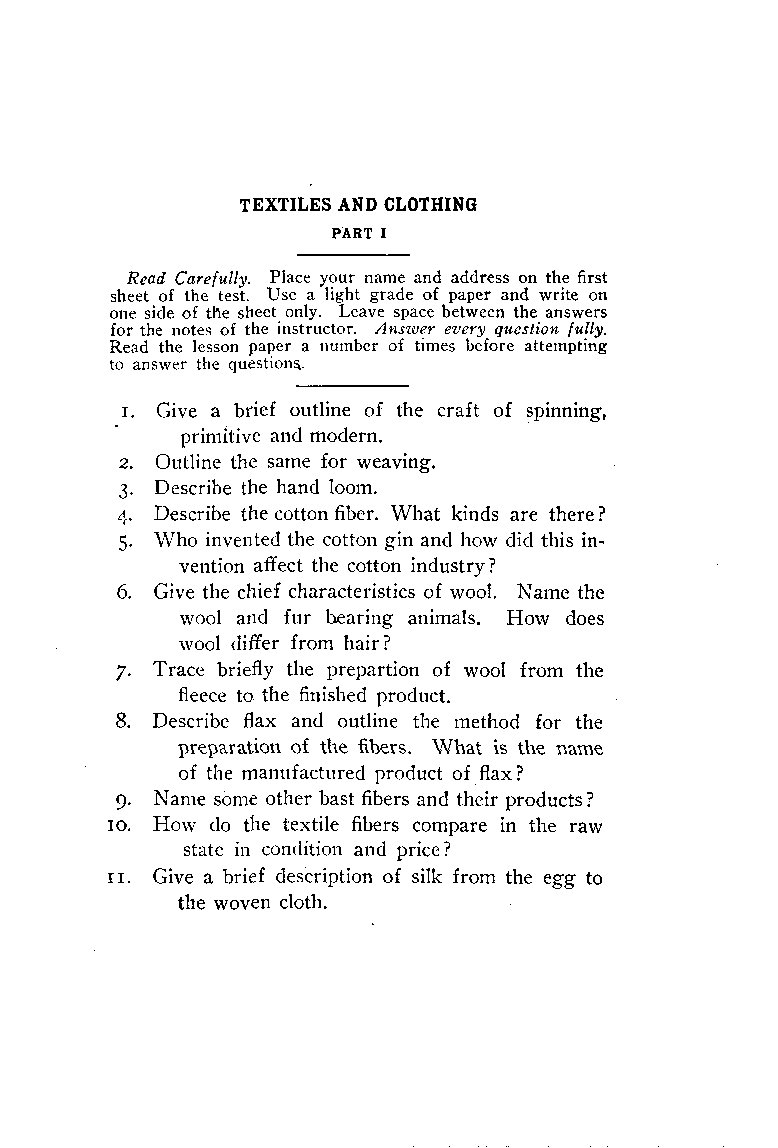 TEXTILES AND CLOTHING
PART I
Read Carefully. Place your name and address on the first
sheet of the test. Use a light grade of paper and write on
one side of the sheet only. Leave space between the answers
for the notes of the instructor. Answer every question fully.
Read the lesson paper a number of times before attempting
to answer the questions.
1. Give a brief outline of the craft of spinning,
primitive and modern.
2. Outline the same for weaving.
3. Describe the hand loom.
4. Describe the cotton fiber. What kinds are there?
5. Who invented the cotton gin and how did this in-
vention affect the cotton industry?
6. Give the chief characteristics of wool. Name the
wool and fur bearing animals. How does
wool differ from hair?
7. Trace briefly the prepartion of wool from the
fleece to the finished product.
8. Describe flax and outline the method for the
preparation of the fibers. What is the name
of the manufactured product of flax?
9. Name some other bast fibers and their products?
10. How do the textile fibers compare in the raw
state in condition and price?
11. Give a brief description of silk from the egg to
the woven cloth.